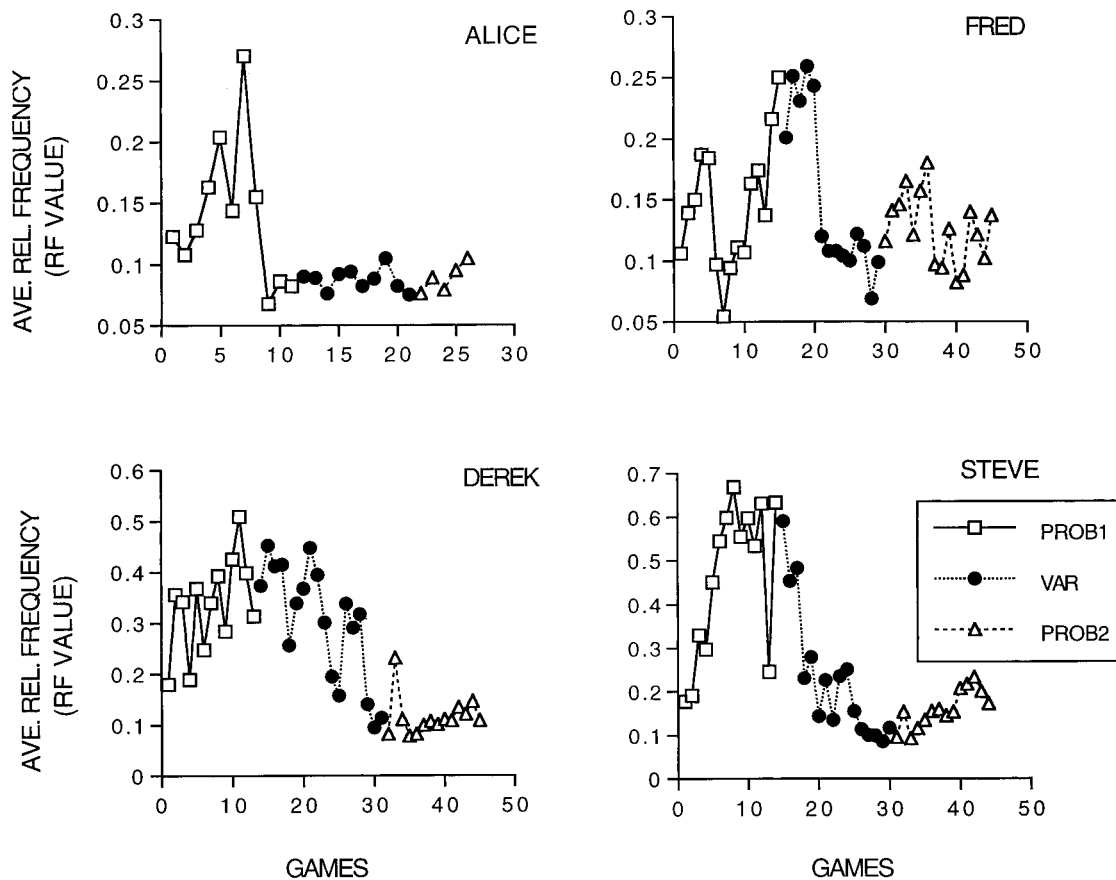 ALICE
AVE. REL. FREQUENCY
(RF VALUE)
0.3
0.25
0.2
0.15
0.1
0.05
0 5 10 15 20 25 30
FRED
0.3
0.25
0.2
0.15
0.1
0.05
0 10 20 30 40 50
DEREK
AVE. REL. FREQUENCY
(RF VALUE)
0.6
0.5
0.4
0.3
0.2
0.1
0
0 10 20 30 40 50
GAMES
STEVE
0.7
0.6
0.5
0.4
0.3
0.2
0.1
0
0 10 20 30 40 50
GAMES
PROB1
VAR
PROB2